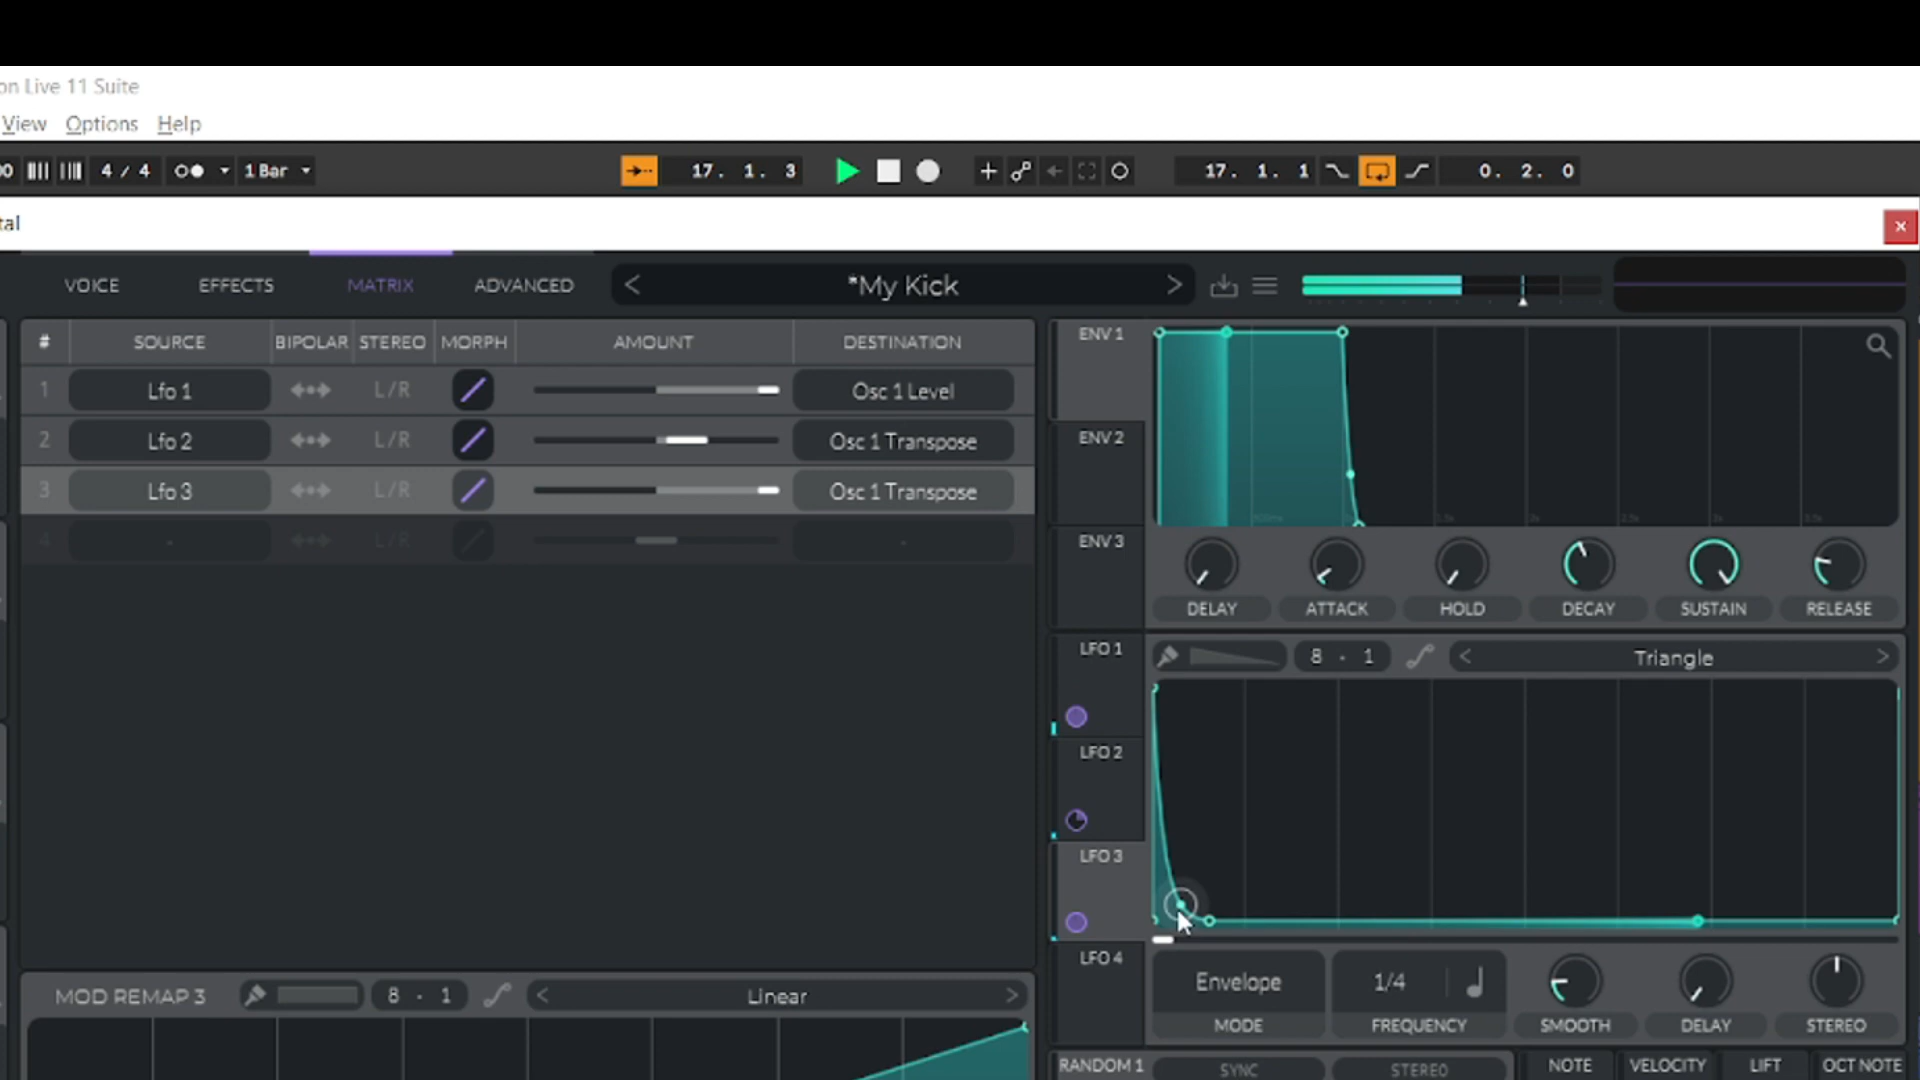 on Live 11 Suite
View Options Help
00 4 / 4 1 Bar 17. 1. 3 17. 1. 1 0. 2. 0
tal
VOICE EFFECTS MATRIX ADVANCED *My Kick
# SOURCE BIPOLAR STEREO MORPH AMOUNT DESTINATION
1 Lfo 1 L/R Osc 1 Level
2 Lfo 2 L/R Osc 1 Transpose
3 Lfo 3 L/R Osc 1 Transpose
4 - L/R -
ENV 1
ENV 2
ENV 3
DELAY ATTACK HOLD DECAY SUSTAIN RELEASE
LFO 1 8 - 1 Triangle
LFO 2
LFO 3
LFO 4
Envelope 1/4
MODE FREQUENCY SMOOTH DELAY STEREO
MOD REMAP 3 8 - 1 Linear
RANDOM 1 SYNC STEREO NOTE VELOCITY LIFT OCT NOTE